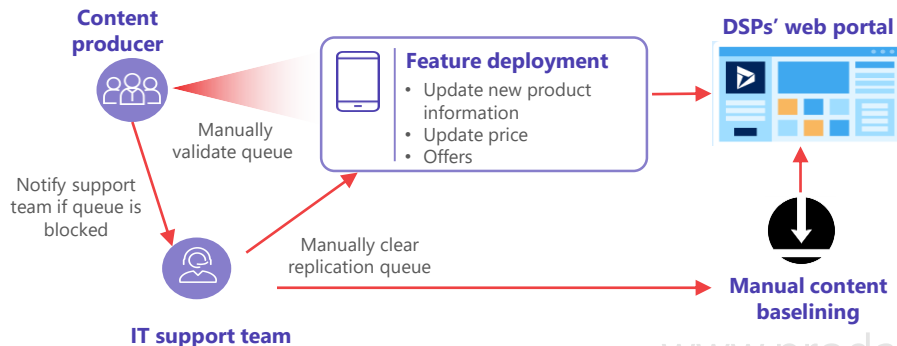 Content
producer
DSPs’ web portal
Feature deployment
• Update new product
information
• Update price
• Offers
Manually
validate queue
Notify support
team if queue is
blocked
Manually clear
replication queue
Manual content
baselining
IT support team